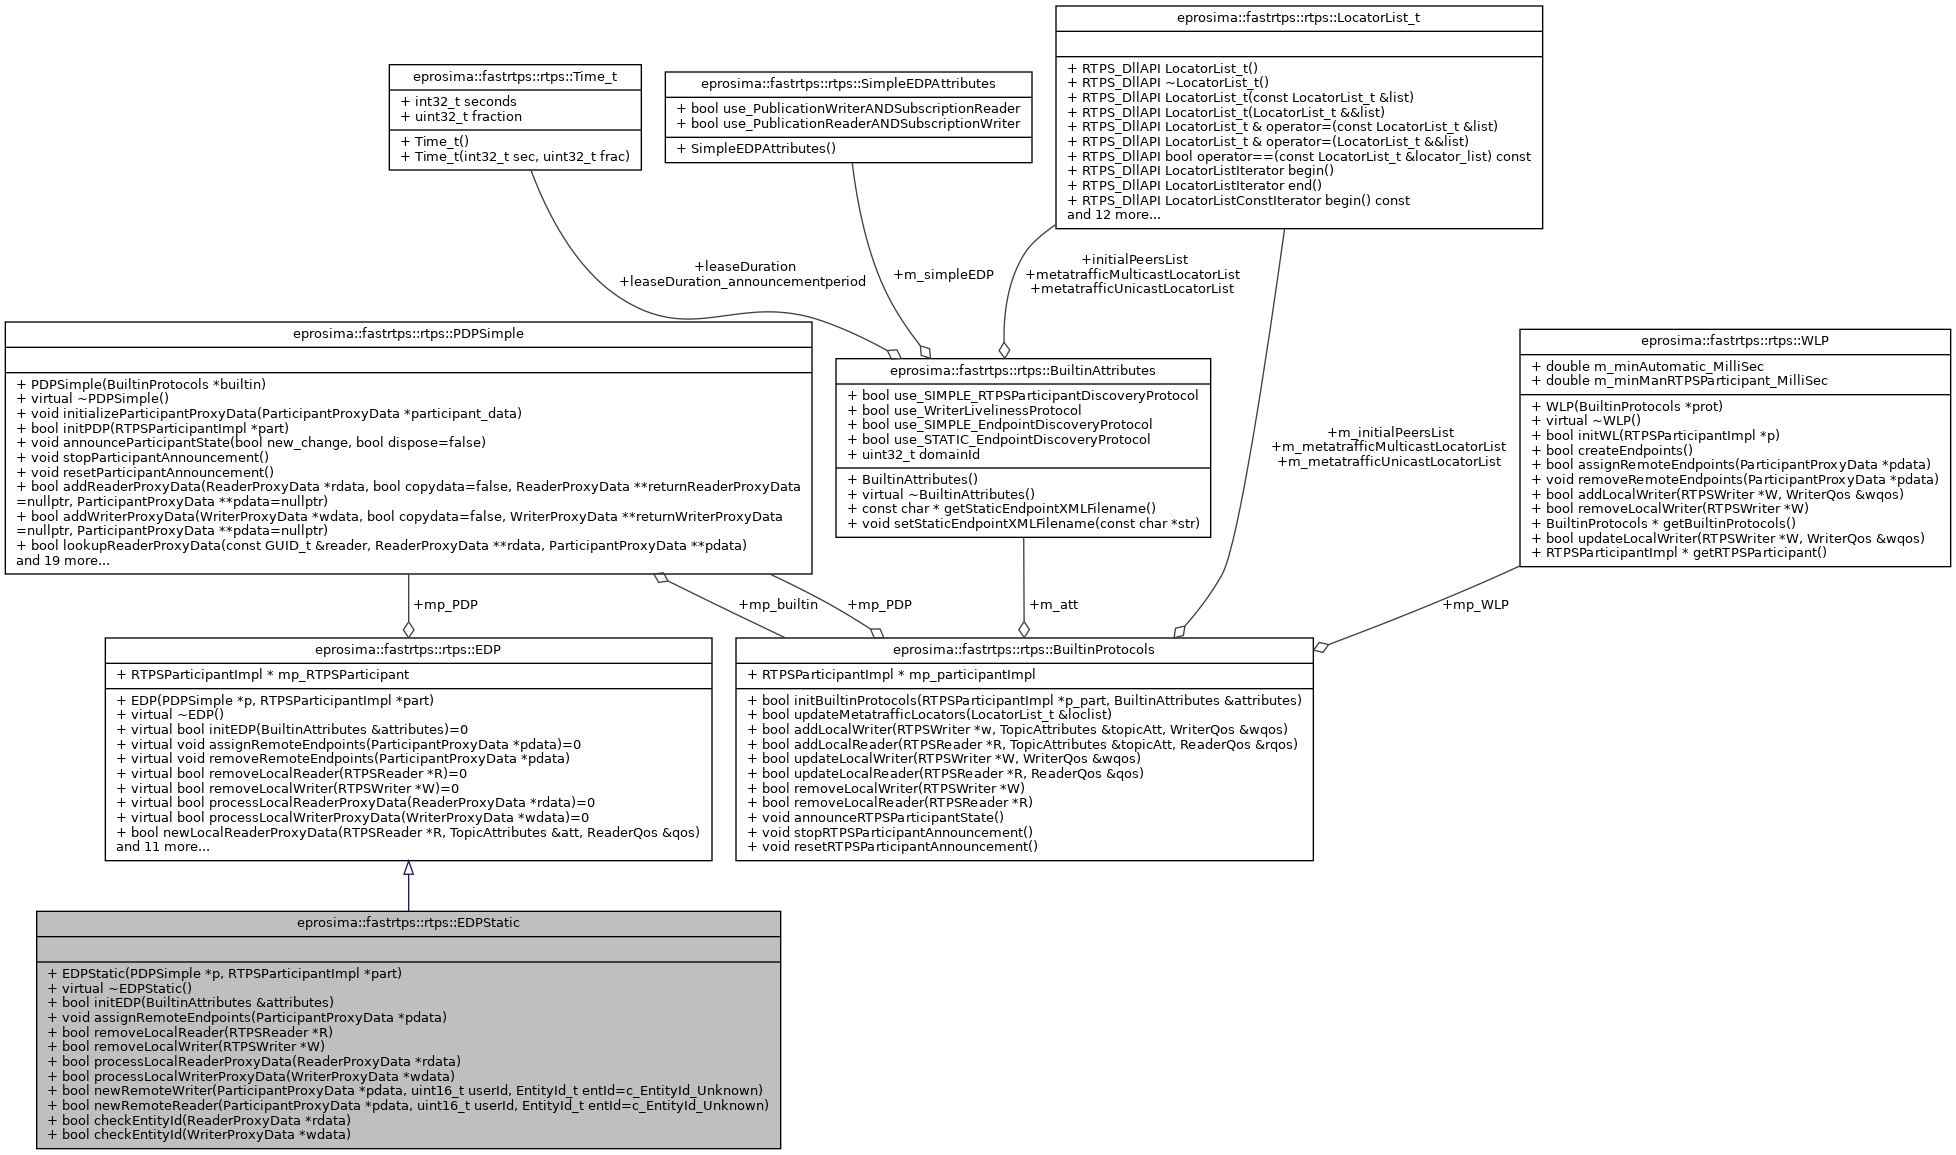 eprosima::fastrtps::rtps::LocatorList_t
+ RTPS_DllAPI LocatorList_t()
+ RTPS_DllAPI ~LocatorList_t()
+ RTPS_DllAPI LocatorList_t(const LocatorList_t &list)
+ RTPS_DllAPI LocatorList_t(LocatorList_t &&list)
+ RTPS_DllAPI LocatorList_t & operator=(const LocatorList_t &list)
+ RTPS_DllAPI LocatorList_t & operator=(LocatorList_t &&list)
+ RTPS_DllAPI bool operator==(const LocatorList_t &locator_list) const
+ RTPS_DllAPI LocatorListIterator begin()
+ RTPS_DllAPI LocatorListIterator end()
+ RTPS_DllAPI LocatorListConstIterator begin() const
and 12 more...
eprosima::fastrtps::rtps::Time_t
+ int32_t seconds
+ uint32_t fraction
+ Time_t()
+ Time_t(int32_t sec, uint32_t frac)
eprosima::fastrtps::rtps::SimpleEDPAttributes
+ bool use_PublicationWriterANDSubscriptionReader
+ bool use_PublicationReaderANDSubscriptionWriter
+ SimpleEDPAttributes()
+leaseDuration
+leaseDuration_announcementperiod
+m_simpleEDP
+initialPeersList
+metatrafficMulticastLocatorList
+metatrafficUnicastLocatorList
eprosima::fastrtps::rtps::PDPSimple
+ PDPSimple(BuiltinProtocols *builtin)
+ virtual ~PDPSimple()
+ void initializeParticipantProxyData(ParticipantProxyData *participant_data)
+ bool initPDP(RTPSParticipantImpl *part)
+ void announceParticipantState(bool new_change, bool dispose=false)
+ void stopParticipantAnnouncement()
+ void resetParticipantAnnouncement()
+ bool addReaderProxyData(ReaderProxyData *rdata, bool copydata=false, ReaderProxyData **returnReaderProxyData
=nullptr, ParticipantProxyData **pdata=nullptr)
+ bool addWriterProxyData(WriterProxyData *wdata, bool copydata=false, WriterProxyData **returnWriterProxyData
=nullptr, ParticipantProxyData **pdata=nullptr)
+ bool lookupReaderProxyData(const GUID_t &reader, ReaderProxyData **rdata, ParticipantProxyData **pdata)
and 19 more...
eprosima::fastrtps::rtps::BuiltinAttributes
+ bool use_SIMPLE_RTPSParticipantDiscoveryProtocol
+ bool use_WriterLivelinessProtocol
+ bool use_SIMPLE_EndpointDiscoveryProtocol
+ bool use_STATIC_EndpointDiscoveryProtocol
+ uint32_t domainId
+ BuiltinAttributes()
+ virtual ~BuiltinAttributes()
+ const char * getStaticEndpointXMLFilename()
+ void setStaticEndpointXMLFilename(const char *str)
+m_initialPeersList
+m_metatrafficMulticastLocatorList
+m_metatrafficUnicastLocatorList
eprosima::fastrtps::rtps::WLP
+ double m_minAutomatic_MilliSec
+ double m_minManRTPSParticipant_MilliSec
+ WLP(BuiltinProtocols *prot)
+ virtual ~WLP()
+ bool initWL(RTPSParticipantImpl *p)
+ bool createEndpoints()
+ bool assignRemoteEndpoints(ParticipantProxyData *pdata)
+ void removeRemoteEndpoints(ParticipantProxyData *pdata)
+ bool addLocalWriter(RTPSWriter *W, WriterQos &wqos)
+ bool removeLocalWriter(RTPSWriter *W)
+ BuiltinProtocols * getBuiltinProtocols()
+ bool updateLocalWriter(RTPSWriter *W, WriterQos &wqos)
+ RTPSParticipantImpl * getRTPSParticipant()
+mp_PDP
+mp_builtin
+mp_PDP
+m_att
+mp_WLP
eprosima::fastrtps::rtps::EDP
+ RTPSParticipantImpl * mp_RTPSParticipant
+ EDP(PDPSimple *p, RTPSParticipantImpl *part)
+ virtual ~EDP()
+ virtual bool initEDP(BuiltinAttributes &attributes)=0
+ virtual void assignRemoteEndpoints(ParticipantProxyData *pdata)=0
+ virtual void removeRemoteEndpoints(ParticipantProxyData *pdata)
+ virtual bool removeLocalReader(RTPSReader *R)=0
+ virtual bool removeLocalWriter(RTPSWriter *W)=0
+ virtual bool processLocalReaderProxyData(ReaderProxyData *rdata)=0
+ virtual bool processLocalWriterProxyData(WriterProxyData *wdata)=0
+ bool newLocalReaderProxyData(RTPSReader *R, TopicAttributes &att, ReaderQos &qos)
and 11 more...
eprosima::fastrtps::rtps::BuiltinProtocols
+ RTPSParticipantImpl * mp_participantImpl
+ bool initBuiltinProtocols(RTPSParticipantImpl *p_part, BuiltinAttributes &attributes)
+ bool updateMetatrafficLocators(LocatorList_t &loclist)
+ bool addLocalWriter(RTPSWriter *w, TopicAttributes &topicAtt, WriterQos &wqos)
+ bool addLocalReader(RTPSReader *R, TopicAttributes &topicAtt, ReaderQos &rqos)
+ bool updateLocalWriter(RTPSWriter *W, WriterQos &wqos)
+ bool updateLocalReader(RTPSReader *R, ReaderQos &qos)
+ bool removeLocalWriter(RTPSWriter *W)
+ bool removeLocalReader(RTPSReader *R)
+ void announceRTPSParticipantState()
+ void stopRTPSParticipantAnnouncement()
+ void resetRTPSParticipantAnnouncement()
eprosima::fastrtps::rtps::EDPStatic
+ EDPStatic(PDPSimple *p, RTPSParticipantImpl *part)
+ virtual ~EDPStatic()
+ bool initEDP(BuiltinAttributes &attributes)
+ void assignRemoteEndpoints(ParticipantProxyData *pdata)
+ bool removeLocalReader(RTPSReader *R)
+ bool removeLocalWriter(RTPSWriter *W)
+ bool processLocalReaderProxyData(ReaderProxyData *rdata)
+ bool processLocalWriterProxyData(WriterProxyData *wdata)
+ bool newRemoteWriter(ParticipantProxyData *pdata, uint16_t userId, EntityId_t entId=c_EntityId_Unknown)
+ bool newRemoteReader(ParticipantProxyData *pdata, uint16_t userId, EntityId_t entId=c_EntityId_Unknown)
+ bool checkEntityId(ReaderProxyData *rdata)
+ bool checkEntityId(WriterProxyData *wdata)